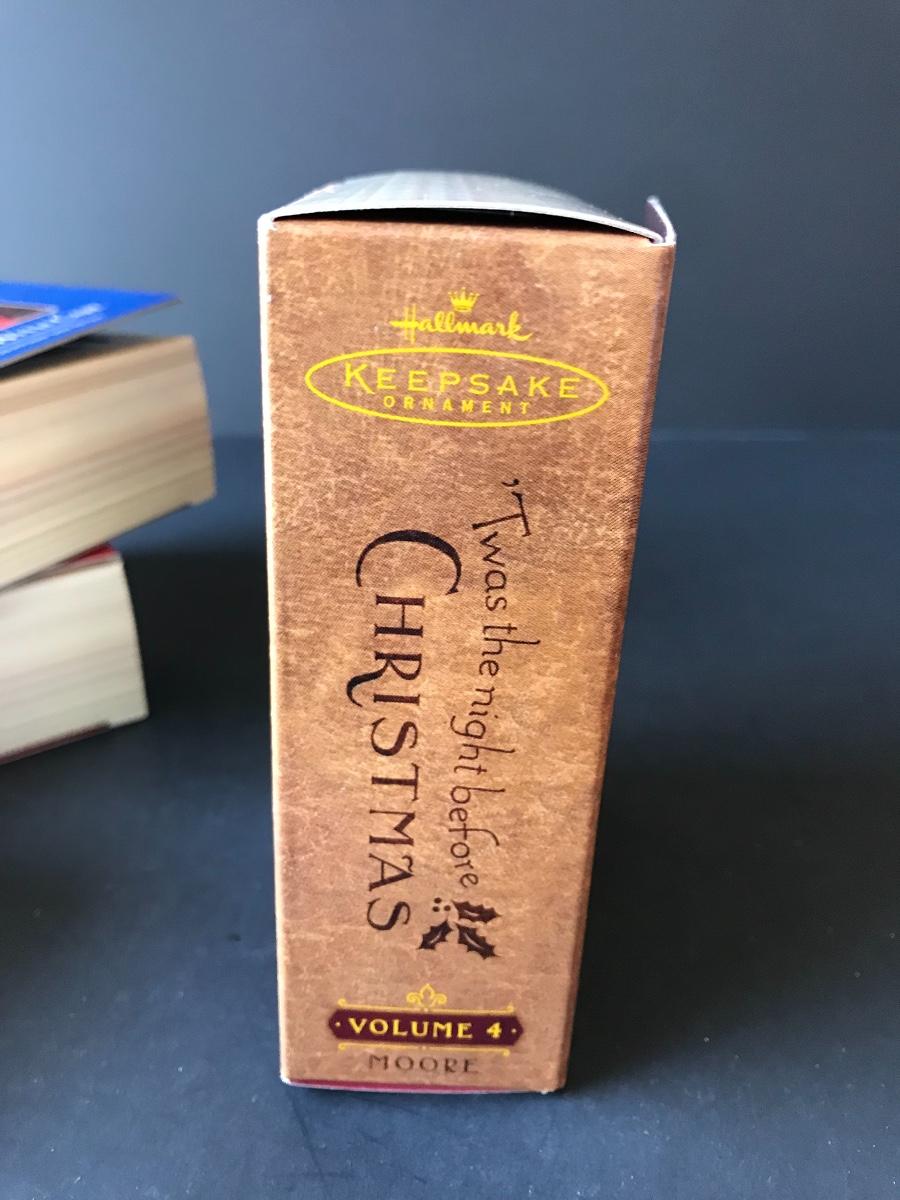 Hallmark
KEEPSAKE
ORNAMENT
'Twas the night before
CHRISTMAS
VOLUME 4
MOORE